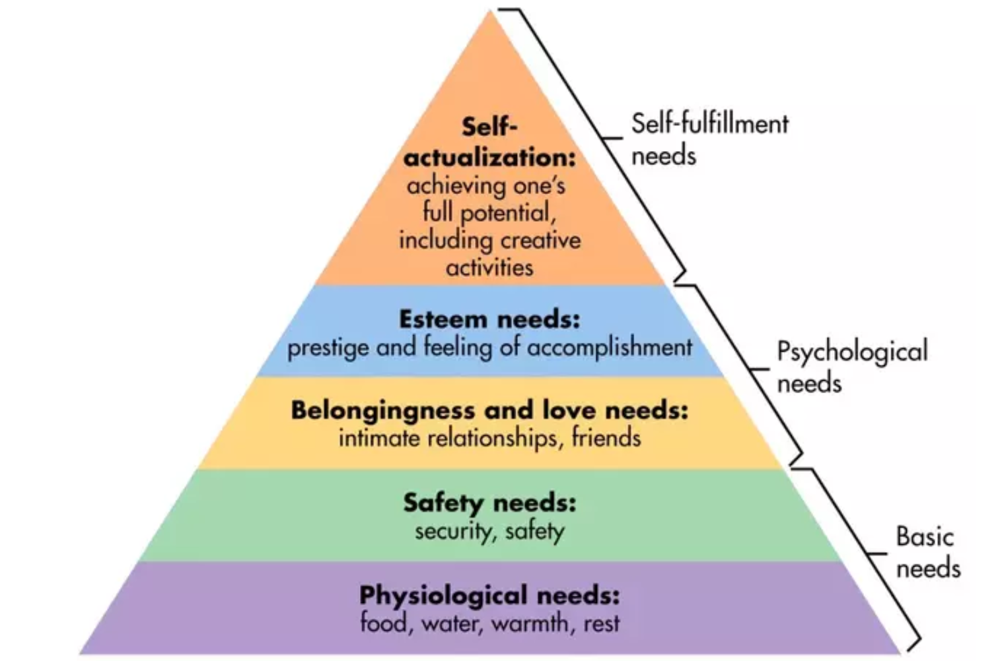 Self-
actualization:
achieving one's
full potential,
including creative
activities
Self-fulfillment
needs
Esteem needs:
prestige and feeling of accomplishment
Psychological
needs
Belongingness and love needs:
intimate relationships, friends
Safety needs:
security, safety
Basic
needs
Physiological needs:
food, water, warmth, rest